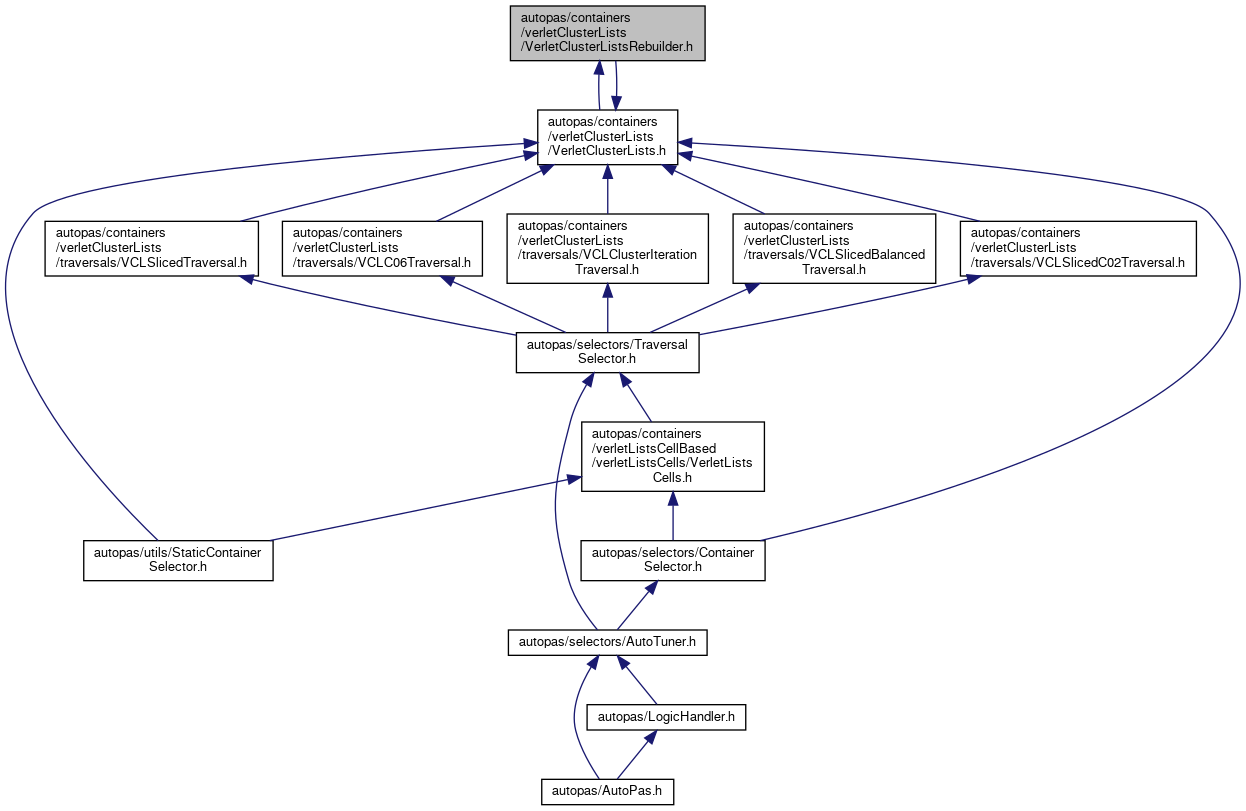 autopas/containers
/verletClusterLists
/VerletClusterListsRebuilder.h
autopas/containers
/verletClusterLists
/VerletClusterLists.h
autopas/containers
/verletClusterLists
/traversals/VCLSlicedTraversal.h
autopas/containers
/verletClusterLists
/traversals/VCLC06Traversal.h
autopas/containers
/verletClusterLists
/traversals/VCLClusterIteration
Traversal.h
autopas/containers
/verletClusterLists
/traversals/VCLSlicedBalanced
Traversal.h
autopas/containers
/verletClusterLists
/traversals/VCLSlicedC02Traversal.h
autopas/selectors/Traversal
Selector.h
autopas/containers
/verletListsCellBased
/verletListsCells/VerletLists
Cells.h
autopas/utils/StaticContainer
Selector.h
autopas/selectors/Container
Selector.h
autopas/selectors/AutoTuner.h
autopas/LogicHandler.h
autopas/AutoPas.h